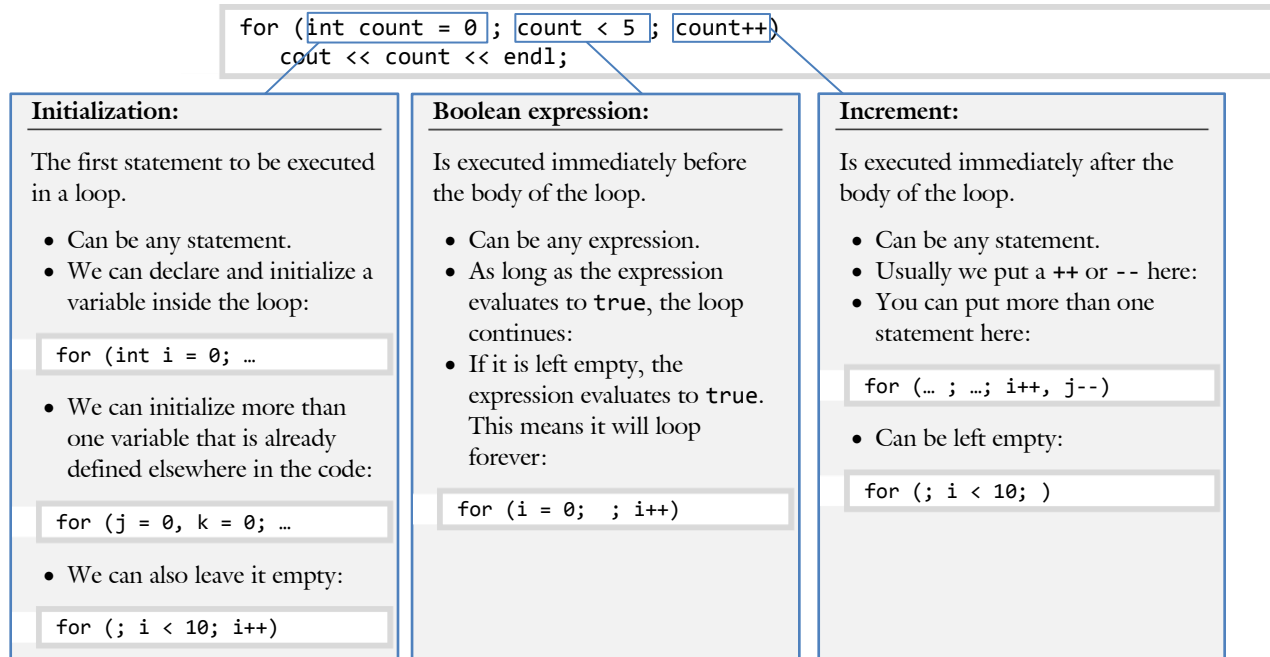 for (int count = 0 ; count < 5 ; count++)
cout << count << endl;
Initialization:
The first statement to be executed
in a loop.
• Can be any statement.
• We can declare and initialize a
variable inside the loop:
for (int i = 0; …
• We can initialize more than
one variable that is already
defined elsewhere in the code:
for (j = 0, k = 0; …
• We can also leave it empty:
for (; i < 10; i++)
Boolean expression:
Is executed immediately before
the body of the loop.
• Can be any expression.
• As long as the expression
evaluates to true, the loop
continues:
• If it is left empty, the
expression evaluates to true.
This means it will loop
forever:
for (i = 0;  ; i++)
Increment:
Is executed immediately after the
body of the loop.
• Can be any statement.
• Usually we put a ++ or -- here:
• You can put more than one
statement here:
for (… ; …; i++, j--)
• Can be left empty:
for (; i < 10; )